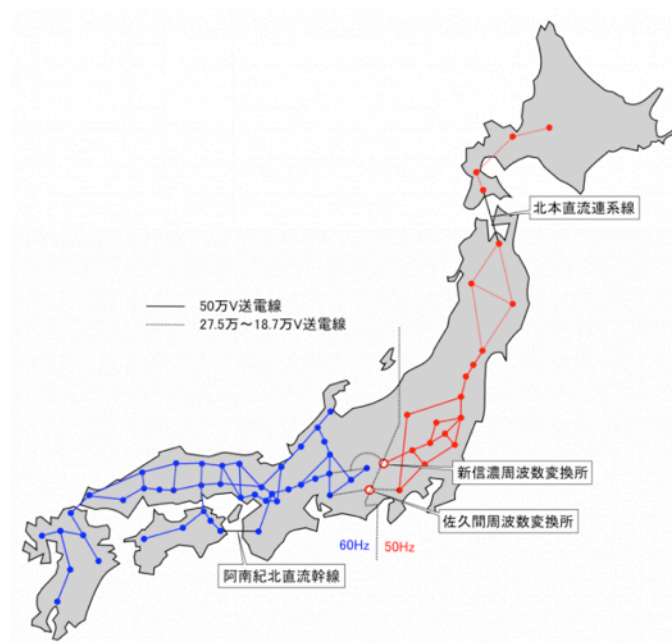 北本直流連系線
50万V送電線
27.5万〜18.7万V送電線
新信濃周波数変換所
佐久間周波数変換所
60Hz
50Hz
阿南紀北直流幹線